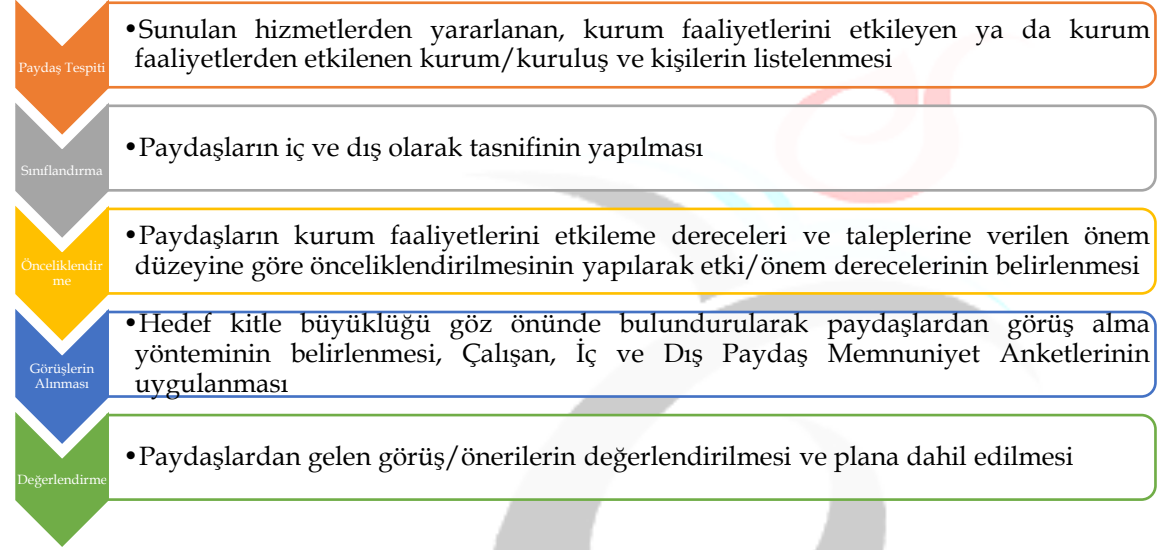 Paydaş Tespiti
•Sunulan hizmetlerden yararlanan, kurum faaliyetlerini etkileyen ya da kurum
faaliyetlerden etkilenen kurum/kuruluş ve kişilerin listelenmesi
Sınıflandırma
•Paydaşların iç ve dış olarak tasnifinin yapılması
Önceliklendir
me
•Paydaşların kurum faaliyetlerini etkileme dereceleri ve taleplerine verilen önem
düzeyine göre önceliklendirilmesinin yapılarak etki/önem derecelerinin belirlenmesi
Görüşlerin
Alınması
•Hedef kitle büyüklüğü göz önünde bulundurularak paydaşlardan görüş alma
yönteminin belirlenmesi, Çalışan, İç ve Dış Paydaş Memnuniyet Anketlerinin
uygulanması
Değerlendirme
•Paydaşlardan gelen görüş/önerilerin değerlendirilmesi ve plana dahil edilmesi